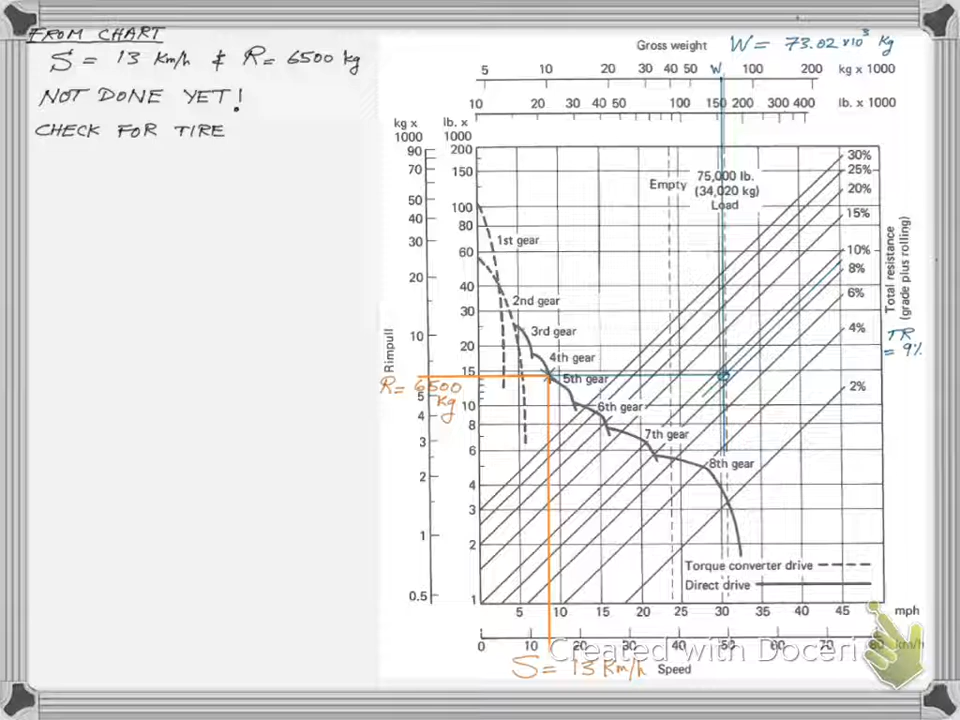 FROM CHART
S = 13 Km/h & R = 6500 kg
NOT DONE YET!
CHECK FOR TIRE
Gross weight W = 73.02 x 10³ Kg
5 10 20 30 40 50 W 100 200 kg x 1000
10 20 30 40 50 100 150 200 300 400 lb. x 1000
kg x 1000
lb. x 1000
90
70
50
40
30
20
10
5
4
3
2
1
0.5
200
150
100
80
60
40
30
20
15
10
8
6
4
3
2
1
Rimpull
R = 6500 kg
Empty
75,000 lb.
(34,020 kg)
Load
1st gear
2nd gear
3rd gear
4th gear
5th gear
6th gear
7th gear
8th gear
30%
25%
20%
15%
10%
8%
6%
4%
2%
Total resistance
(grade plus rolling)
TR
= 9%
Torque converter drive
Direct drive
5 10 15 20 25 30 35 40 45 mph
0 10 20 30 40 50 60 70 80 km/h
Created with Doceri
S = 13 Km/h Speed